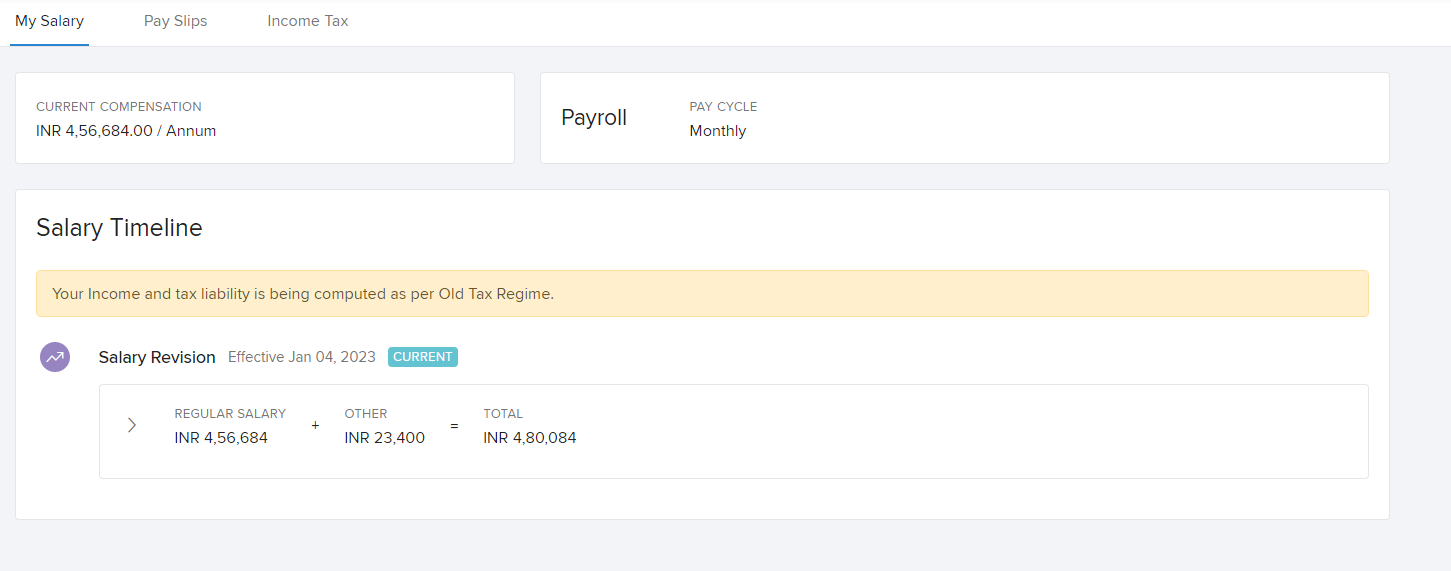 My Salary Pay Slips Income Tax
CURRENT COMPENSATION
INR 4,56,684.00 / Annum
Payroll
PAY CYCLE
Monthly
Salary Timeline
Your Income and tax liability is being computed as per Old Tax Regime.
Salary Revision Effective Jan 04, 2023 CURRENT
REGULAR SALARY + OTHER = TOTAL
INR 4,56,684 INR 23,400 INR 4,80,084